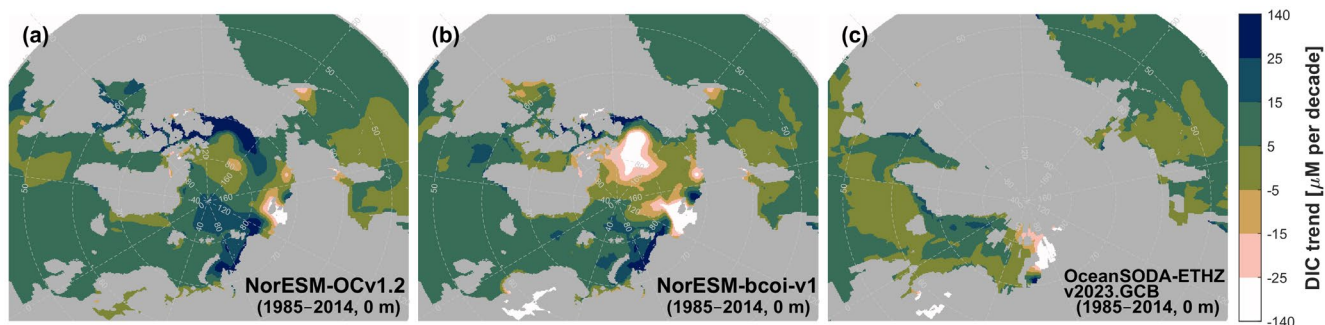 (a)
NorESM-OCv1.2
(1985–2014, 0 m)
(b)
NorESM-bcoi-v1
(1985–2014, 0 m)
(c)
OceanSODA-ETHZ
v2023.GCB
(1985–2014, 0 m)
140
25
15
5
-5
-15
-25
-140
DIC trend [μM per decade]